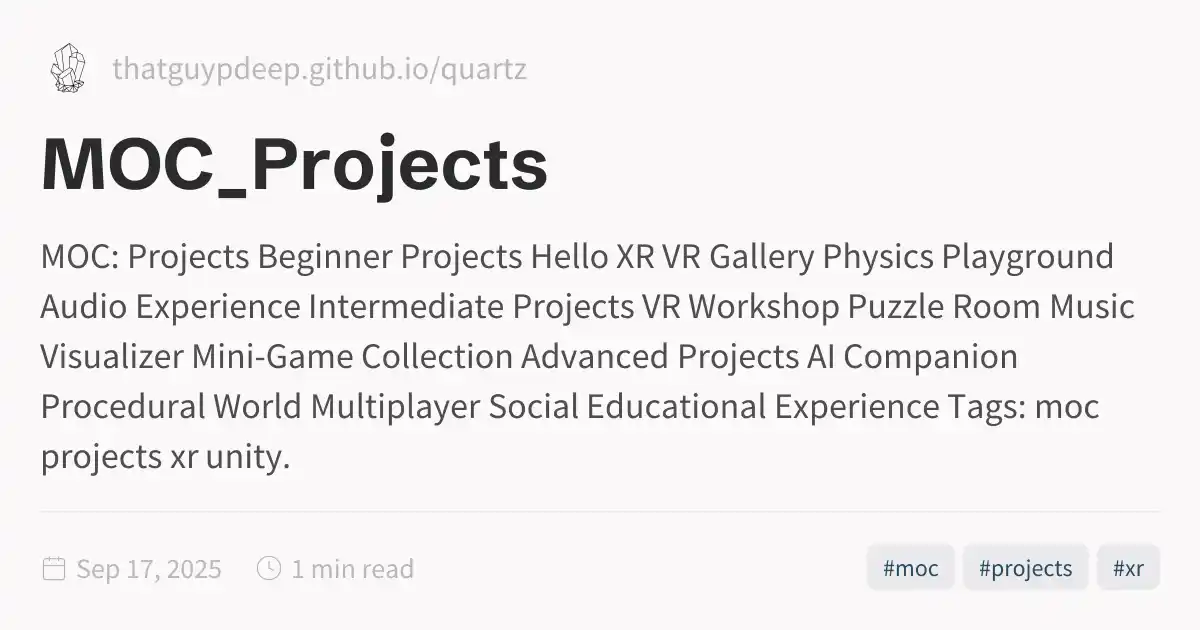 thatguypdeep.github.io/quartz
MOC_Projects
MOC: Projects Beginner Projects Hello XR VR Gallery Physics Playground
Audio Experience Intermediate Projects VR Workshop Puzzle Room Music
Visualizer Mini-Game Collection Advanced Projects AI Companion
Procedural World Multiplayer Social Educational Experience Tags: moc
projects xr unity.
Sep 17, 2025 1 min read #moc #projects #xr